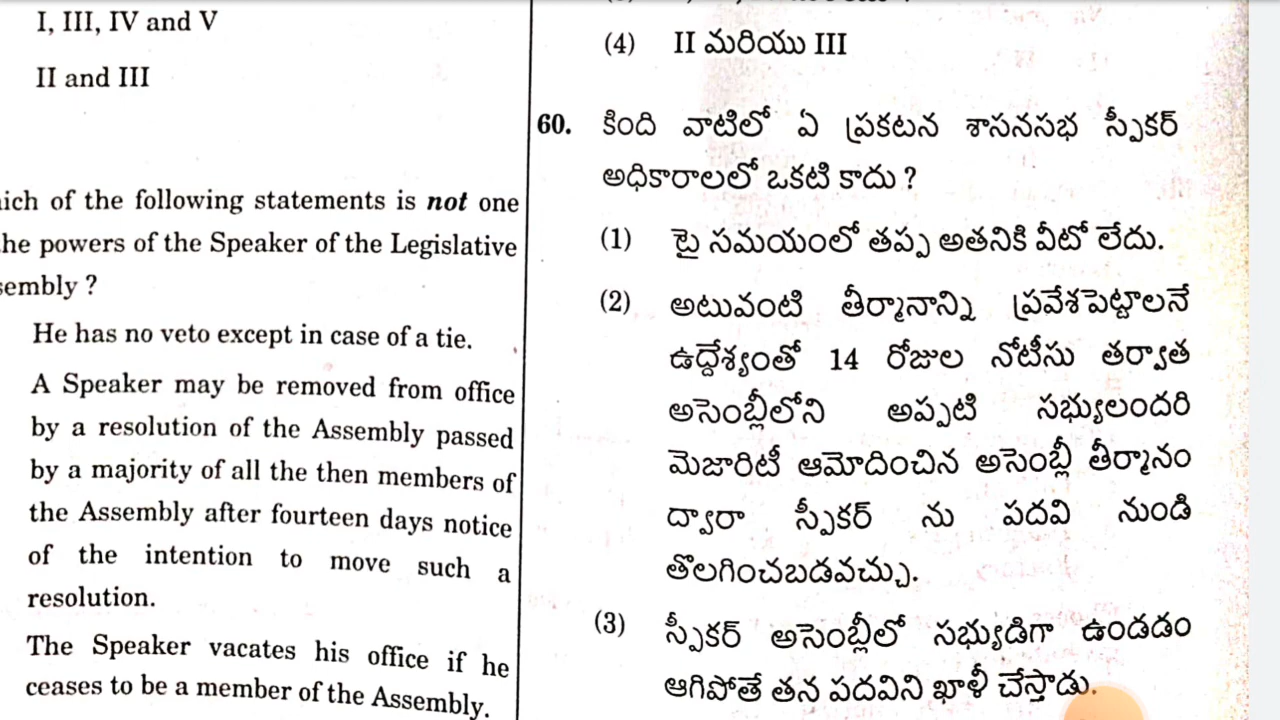 I, III, IV and V
II and III
not one
of the following statements is
powers of the Speaker of the Legislative
He has no veto except in case of a tie.
A Speaker may be removed from office
by a resolution of the Assembly passed
by a majority of all the then members of
the Assembly after fourteen days notice
of the intention to move such a
resolution.
The Speaker vacates his office if he
ceases to be a member of the Assembly.
(4) II మరియు III
60. కింది వాటిలో ఏ ప్రకటన శాసనసభ స్పీకర్
అధికారాలలో ఒకటి కాదు ?
(1) టై సమయంలో తప్ప అతనికి వీటో లేదు.
(2) అటువంటి తీర్మానాన్ని ప్రవేశపెట్టాలనే
ఉద్దేశ్యంతో 14 రోజుల నోటీసు తర్వాత
అసెంబ్లీలోని అప్పటి సభ్యులందరి
మెజారిటీ ఆమోదించిన అసెంబ్లీ తీర్మానం
ద్వారా స్పీకర్ ను పదవి నుండి
తొలగించబడవచ్చు.
(3) స్పీకర్ అసెంబ్లీలో సభ్యుడిగా ఉండడం
ఆగిపోతే తన పదవిని ఖాళీ చేస్తాడు.